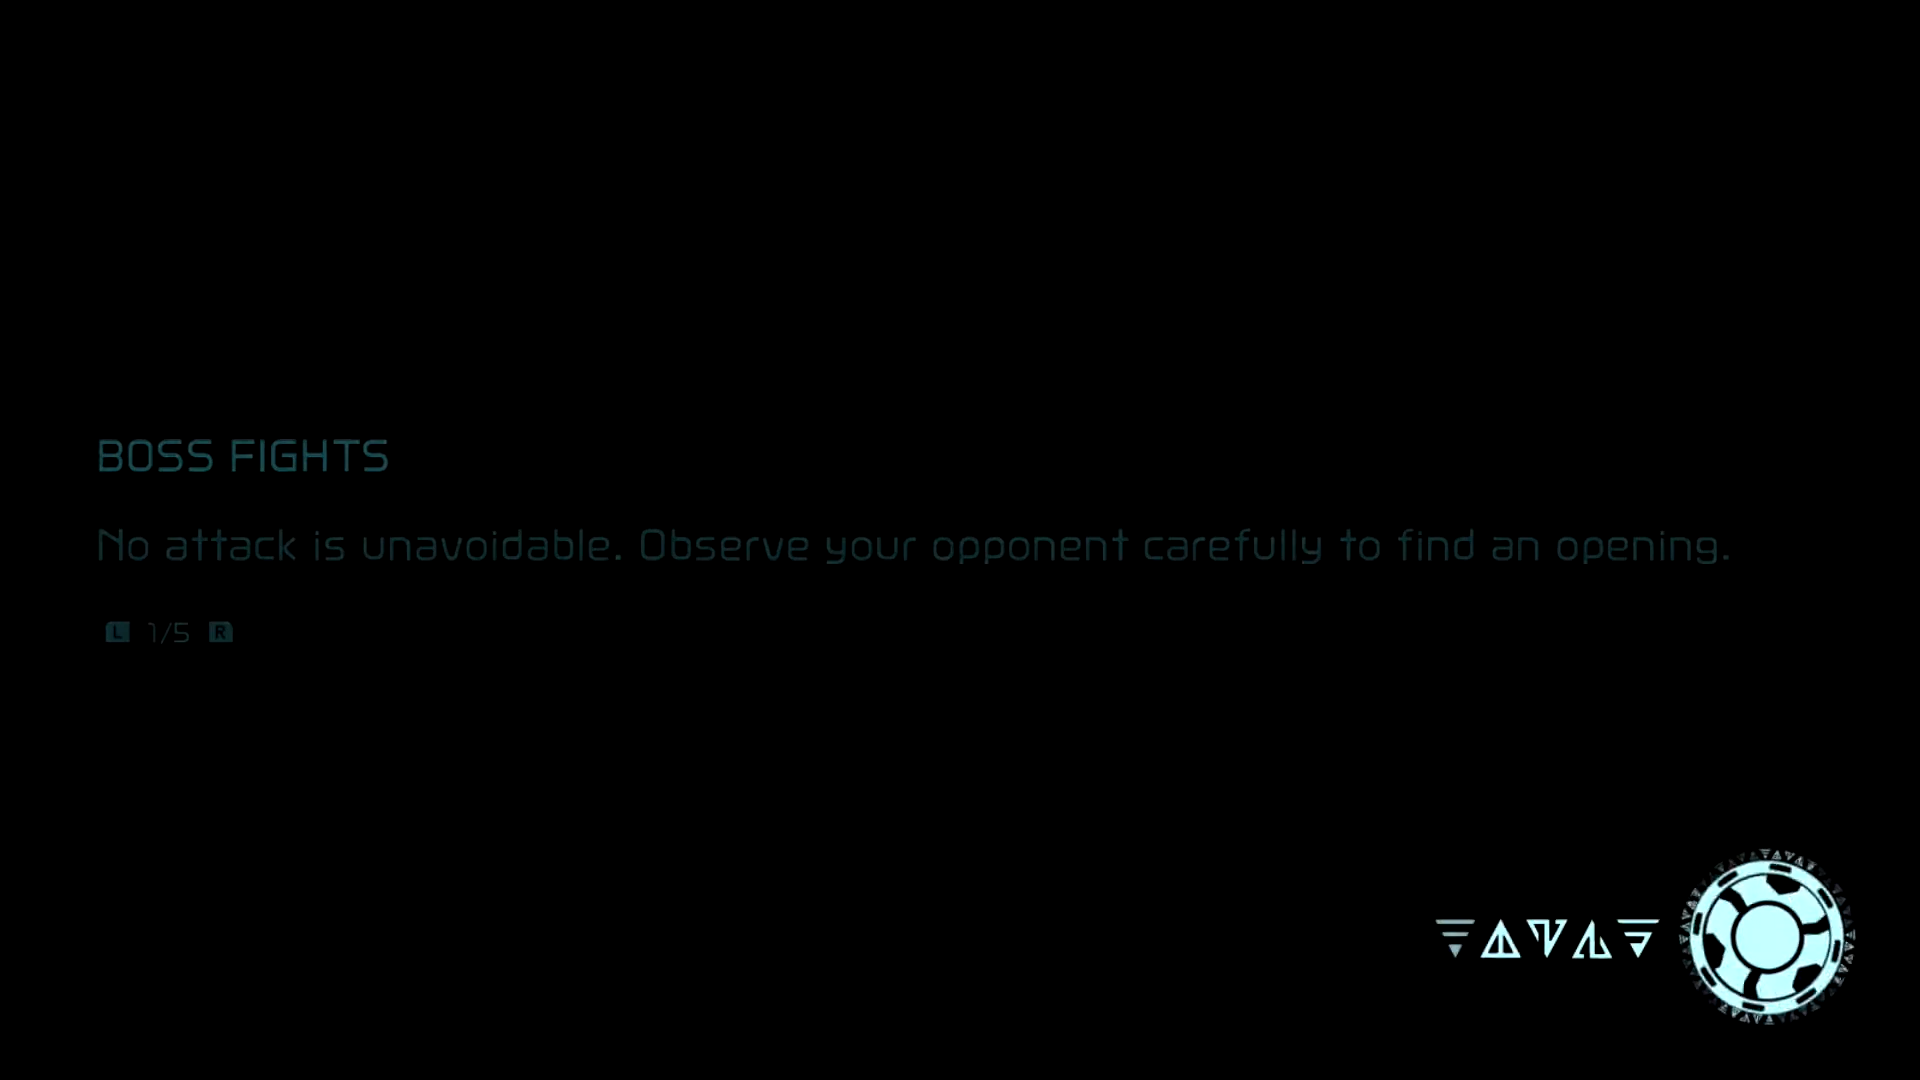 BOSS FIGHTS
No attack is unavoidable. Observe your opponent carefully to find an opening.
L 1/5 R